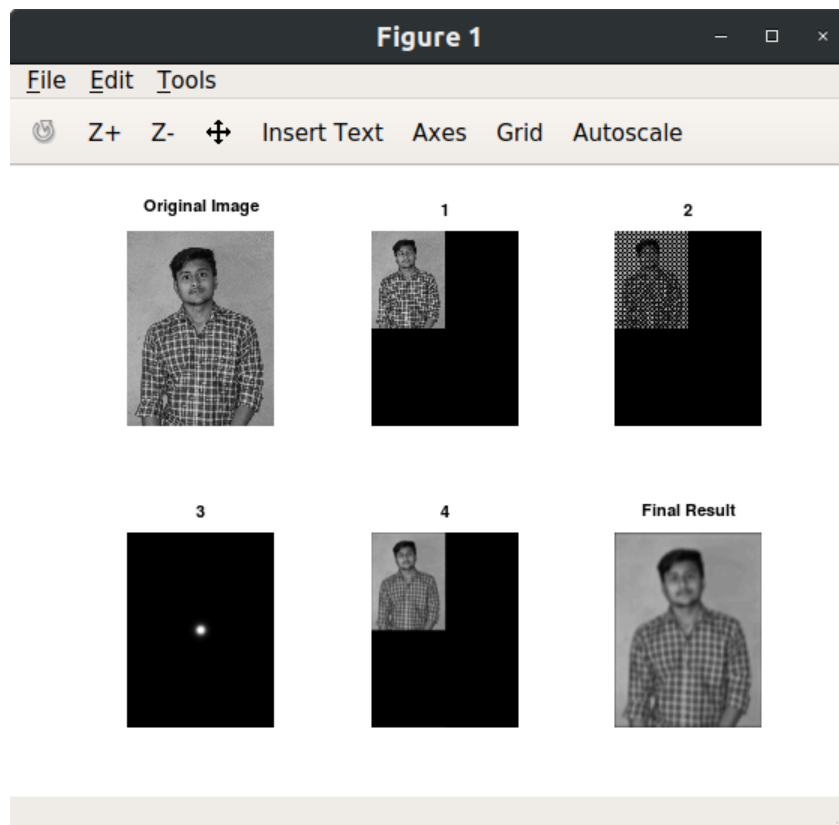 Figure 1
File Edit Tools
Z+ Z- Insert Text Axes Grid Autoscale
Original Image 1 2
3 4 Final Result